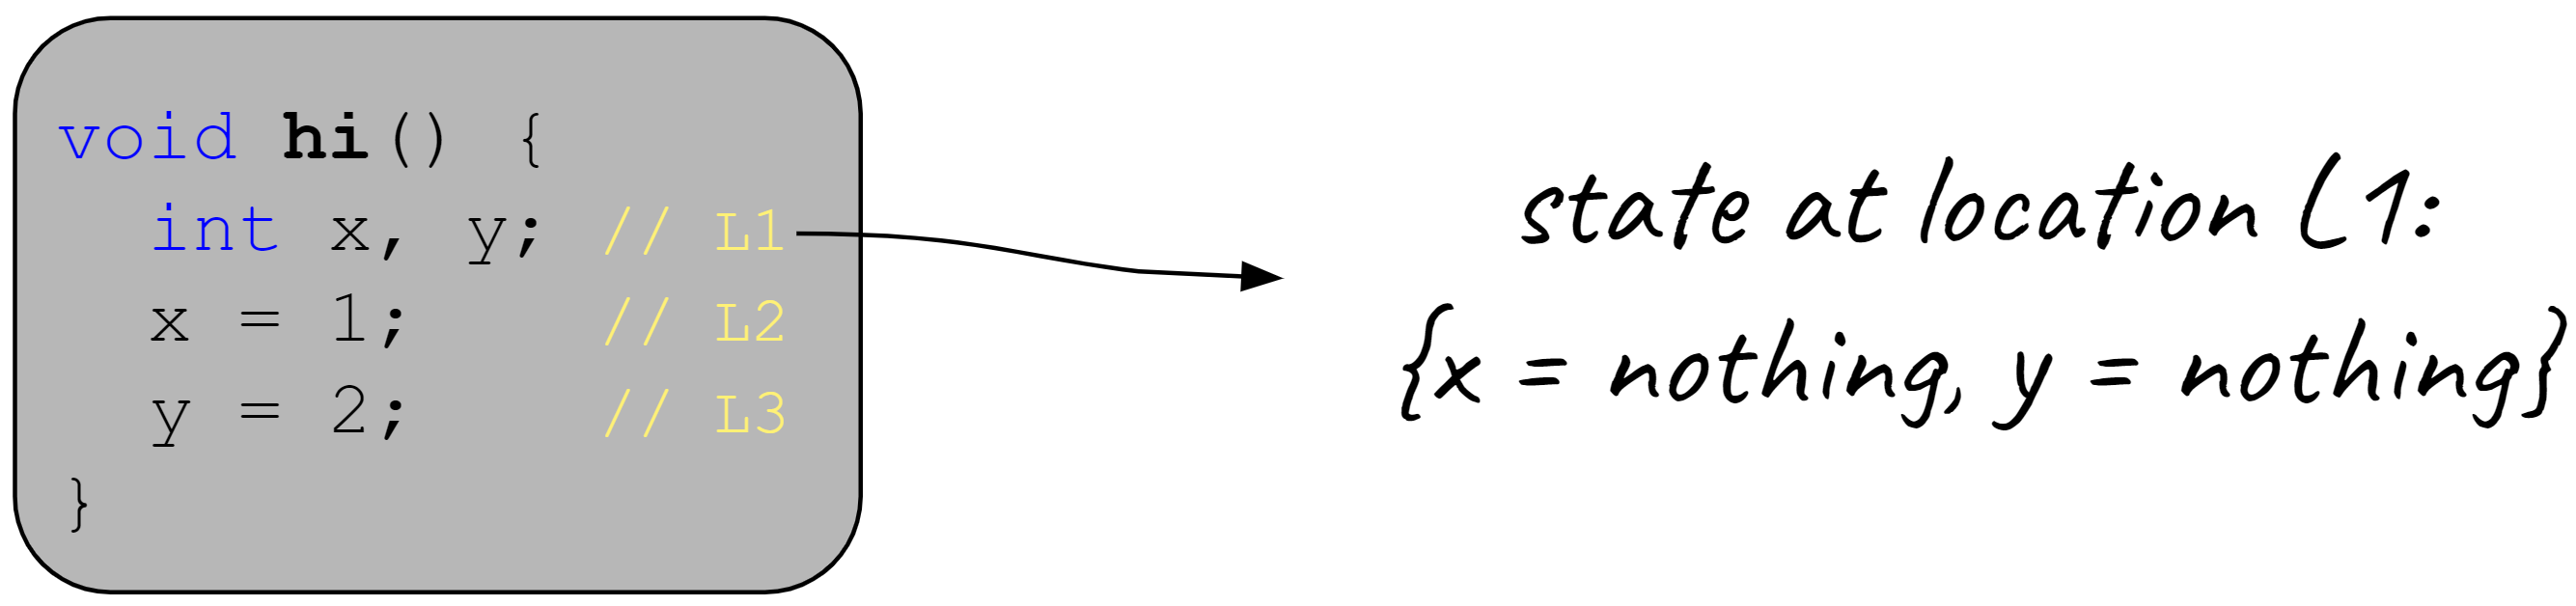 void hi() {
int x, y; // L1
x = 1; // L2
y = 2; // L3
}
state at location L1:
{x = nothing, y = nothing}